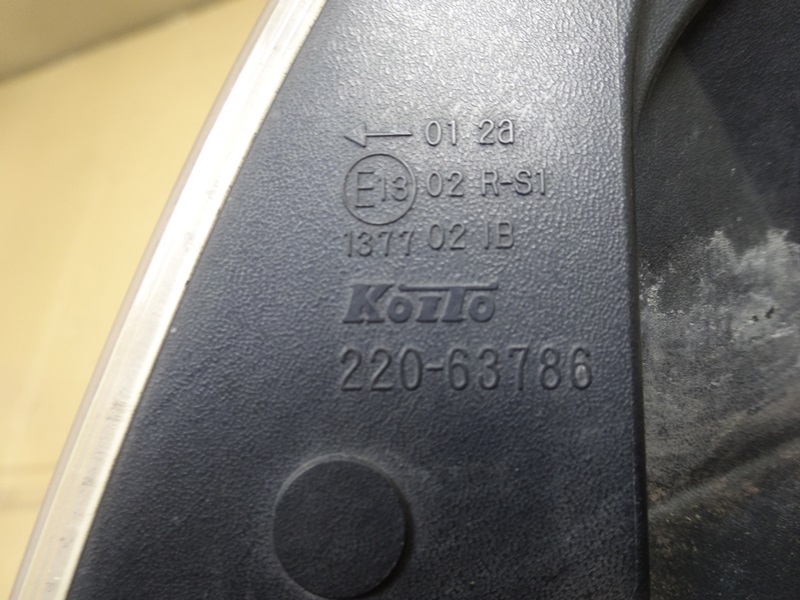 ← 01 2a
E13 02 R-S1
1377 02 IB
KOITO
220-63786